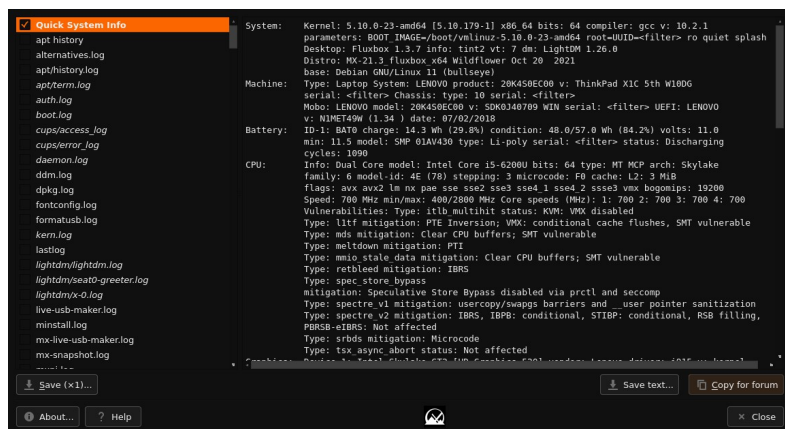 Quick System Info
apt history
alternatives.log
apt/history.log
apt/term.log
auth.log
boot.log
cups/access_log
cups/error_log
daemon.log
ddm.log
dpkg.log
fontconfig.log
formatusb.log
kern.log
lastlog
lightdm/lightdm.log
lightdm/seat0-greeter.log
lightdm/x-0.log
live-usb-maker.log
minstall.log
mx-live-usb-maker.log
mx-snapshot.log
System: Kernel: 5.10.0-23-amd64 [5.10.179-1] x86_64 bits: 64 compiler: gcc v: 10.2.1
parameters: BOOT_IMAGE=/boot/vmlinuz-5.10.0-23-amd64 root=UUID=<filter> ro quiet splash
Desktop: Fluxbox 1.3.7 info: tint2 vt: 7 dm: LightDM 1.26.0
Distro: MX-21.3_fluxbox_x64 Wildflower Oct 20 2021
base: Debian GNU/Linux 11 (bullseye)
Machine: Type: Laptop System: LENOVO product: 20K4S0EC00 v: ThinkPad X1C 5th W10DG
serial: <filter> Chassis: type: 10 serial: <filter>
Mobo: LENOVO model: 20K4S0EC00 v: SDK0J40709 WIN serial: <filter> UEFI: LENOVO
v: N1MET49W (1.34 ) date: 07/02/2018
Battery: ID-1: BAT0 charge: 14.3 Wh (29.8%) condition: 48.0/57.0 Wh (84.2%) volts: 11.0
min: 11.5 model: SMP 01AV430 type: Li-poly serial: <filter> status: Discharging
cycles: 1090
CPU: Info: Dual Core model: Intel Core i5-6200U bits: 64 type: MT MCP arch: Skylake
family: 6 model-id: 4E (78) stepping: 3 microcode: F0 cache: L2: 3 MiB
flags: avx avx2 lm nx pae sse sse2 sse3 sse4_1 sse4_2 ssse3 vmx bogomips: 19200
Speed: 700 MHz min/max: 400/2800 MHz Core speeds (MHz): 1: 700 2: 700 3: 700 4: 700
Vulnerabilities: Type: itlb_multihit status: KVM: VMX disabled
Type: l1tf mitigation: PTE Inversion; VMX: conditional cache flushes, SMT vulnerable
Type: mds mitigation: Clear CPU buffers; SMT vulnerable
Type: meltdown mitigation: PTI
Type: mmio_stale_data mitigation: Clear CPU buffers; SMT vulnerable
Type: retbleed mitigation: IBRS
Type: spec_store_bypass
mitigation: Speculative Store Bypass disabled via prctl and seccomp
Type: spectre_v1 mitigation: usercopy/swapgs barriers and __user pointer sanitization
Type: spectre_v2 mitigation: IBRS, IBPB: conditional, STIBP: conditional, RSB filling,
PBRSB-eIBRS: Not affected
Type: srbds mitigation: Microcode
Type: tsx_async_abort status: Not affected
Save (×1)...
Save text...
Copy for forum
About...
? Help
× Close